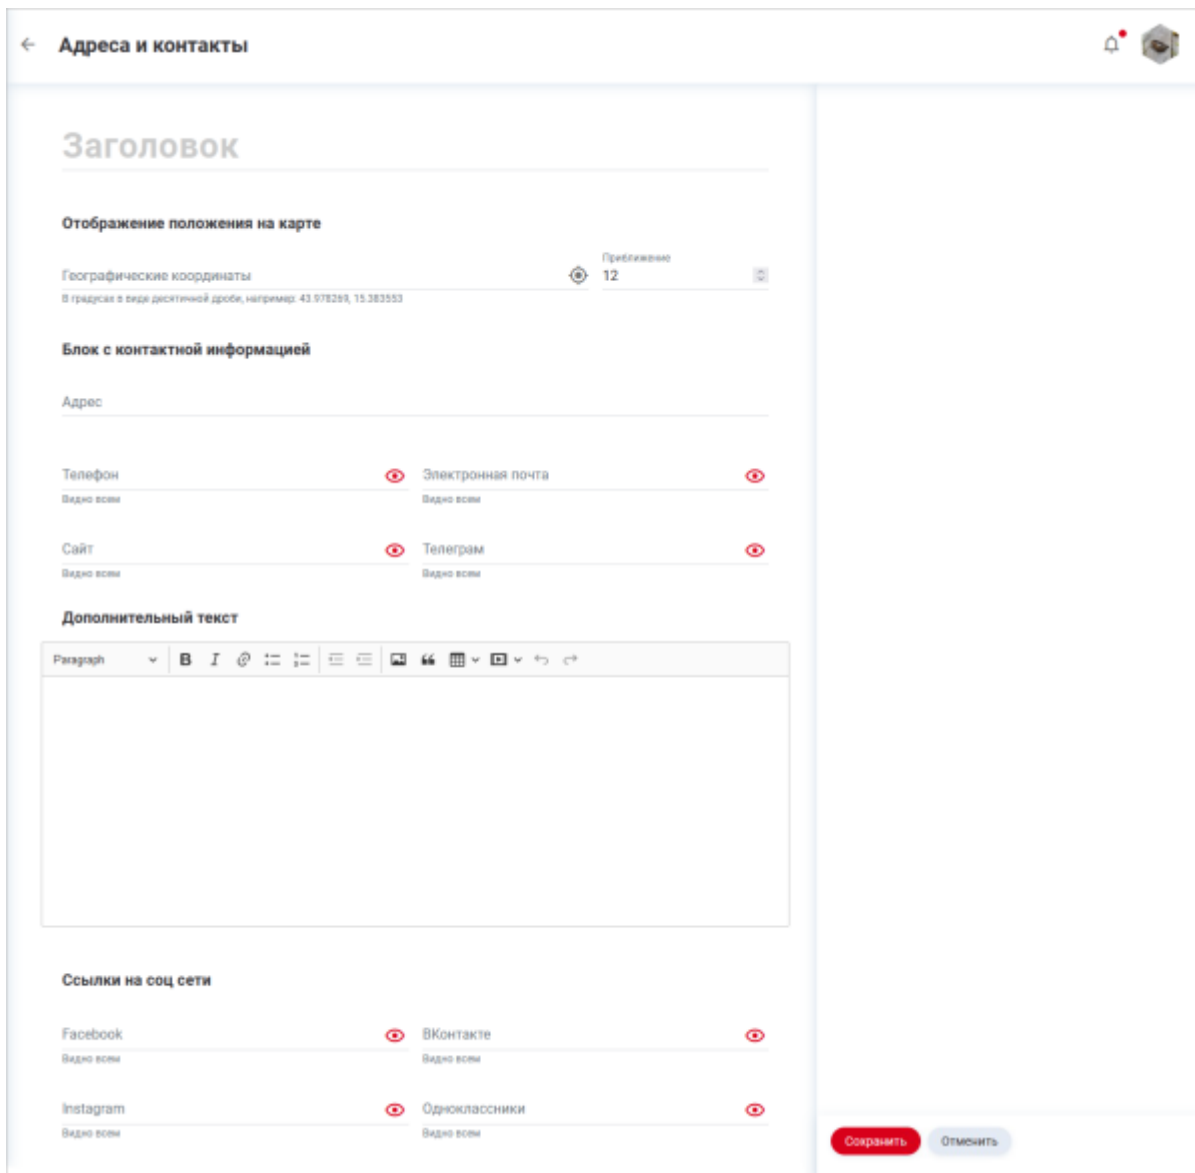 Адреса и контакты
Заголовок
Отображение положения на карте
Приближение
Географические координаты 12
В градусах в виде десятичной дроби, например: 43.978269, 15.383553
Блок с контактной информацией
Адрес
Телефон Электронная почта
Видно всем Видно всем
Сайт Телеграм
Видно всем Видно всем
Дополнительный текст
Paragraph
Ссылки на соц сети
Facebook ВКонтакте
Видно всем Видно всем
Instagram Одноклассники
Видно всем Видно всем
Сохранить Отменить